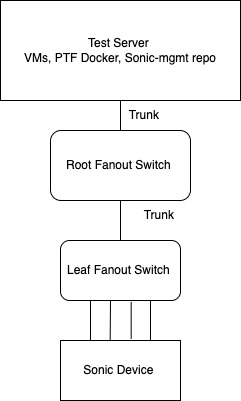 Test Server
VMs, PTF Docker, Sonic-mgmt repo
Trunk
Root Fanout Switch
Trunk
Leaf Fanout Switch
Sonic Device